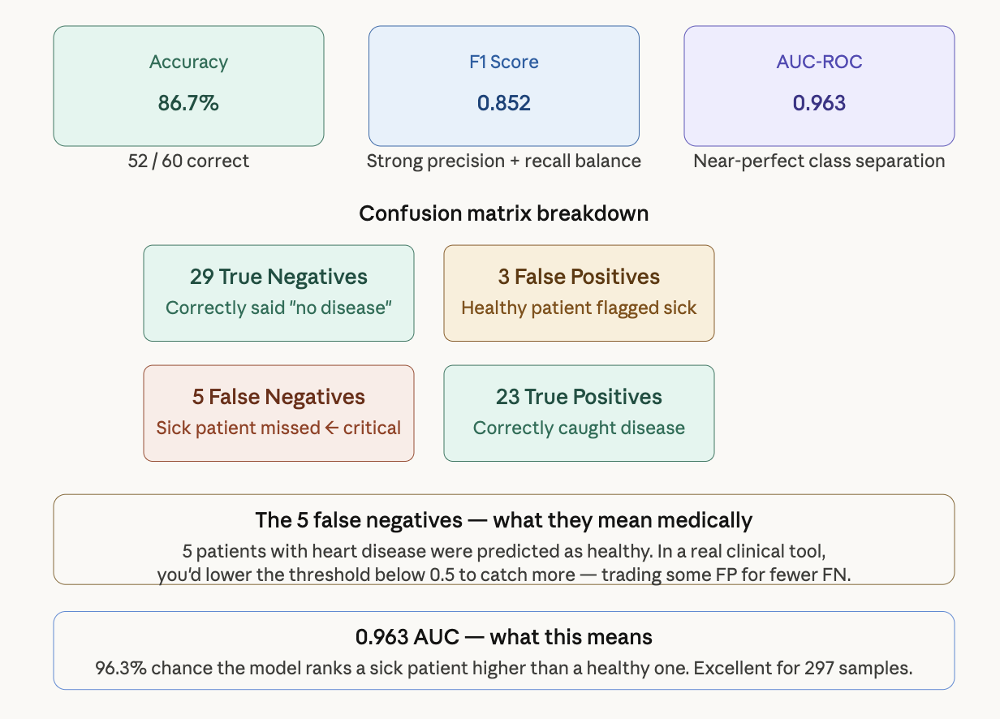 Accuracy
86.7%
52 / 60 correct
F1 Score
0.852
Strong precision + recall balance
AUC-ROC
0.963
Near-perfect class separation
Confusion matrix breakdown
29 True Negatives
Correctly said "no disease"
3 False Positives
Healthy patient flagged sick
5 False Negatives
Sick patient missed ← critical
23 True Positives
Correctly caught disease
The 5 false negatives — what they mean medically
5 patients with heart disease were predicted as healthy. In a real clinical tool,
you'd lower the threshold below 0.5 to catch more — trading some FP for fewer FN.
0.963 AUC — what this means
96.3% chance the model ranks a sick patient higher than a healthy one. Excellent for 297 samples.